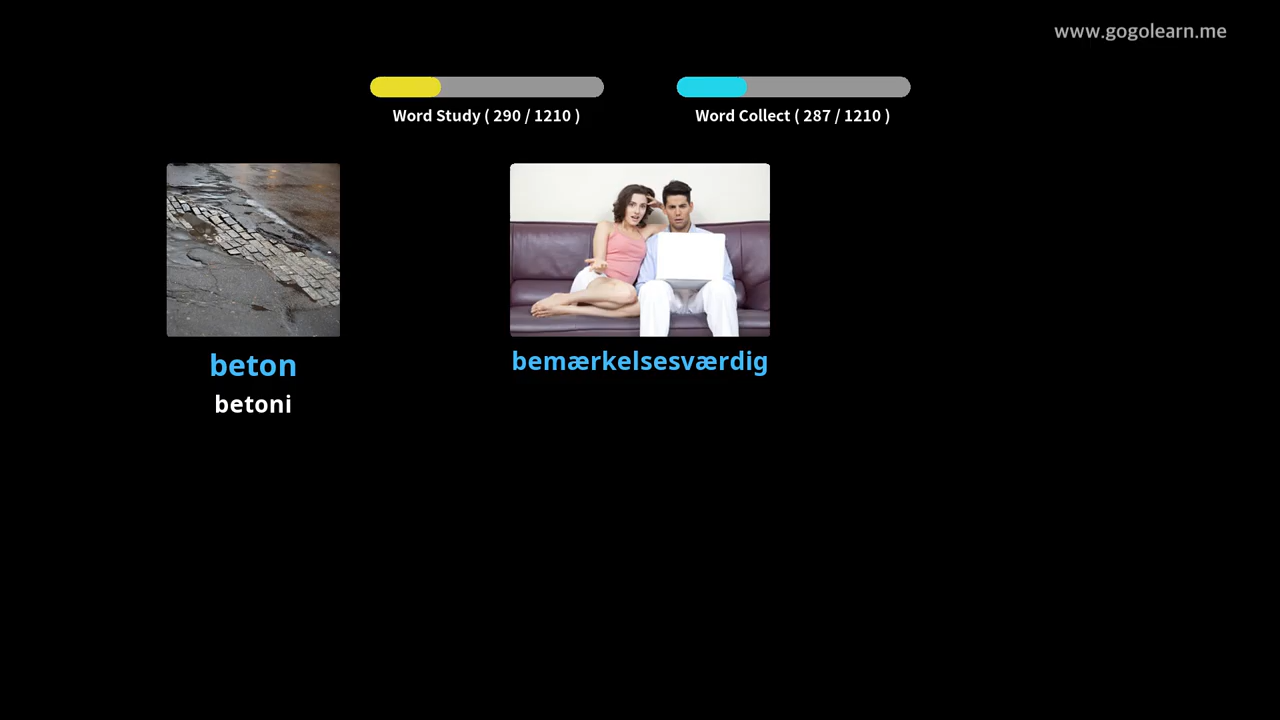 www.gogolearn.me
Word Study ( 290 / 1210 )
Word Collect ( 287 / 1210 )
beton
betoni
bemærkelsesværdig